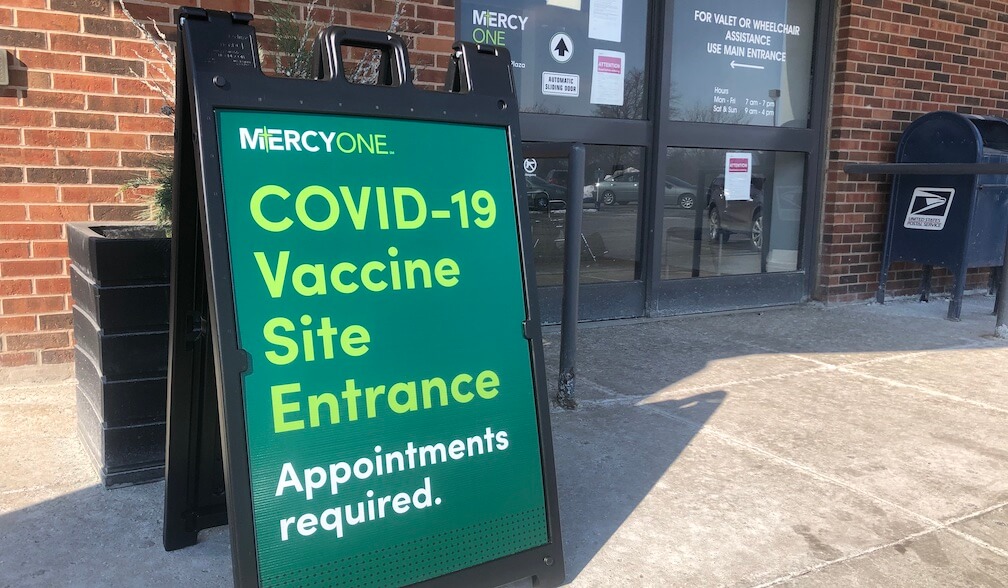 MERCYONE
COVID-19
Vaccine
Site
Entrance
Appointments
required.
MERCY
ONE
Plaza
AUTOMATIC
SLIDING DOOR
ATTENTION
FOR VALET OR WHEELCHAIR
ASSISTANCE
USE MAIN ENTRANCE
Hours
Mon - Fri 7 am - 7 pm
Sat & Sun 9 am - 4 pm
UNITED STATES
POSTAL SERVICE